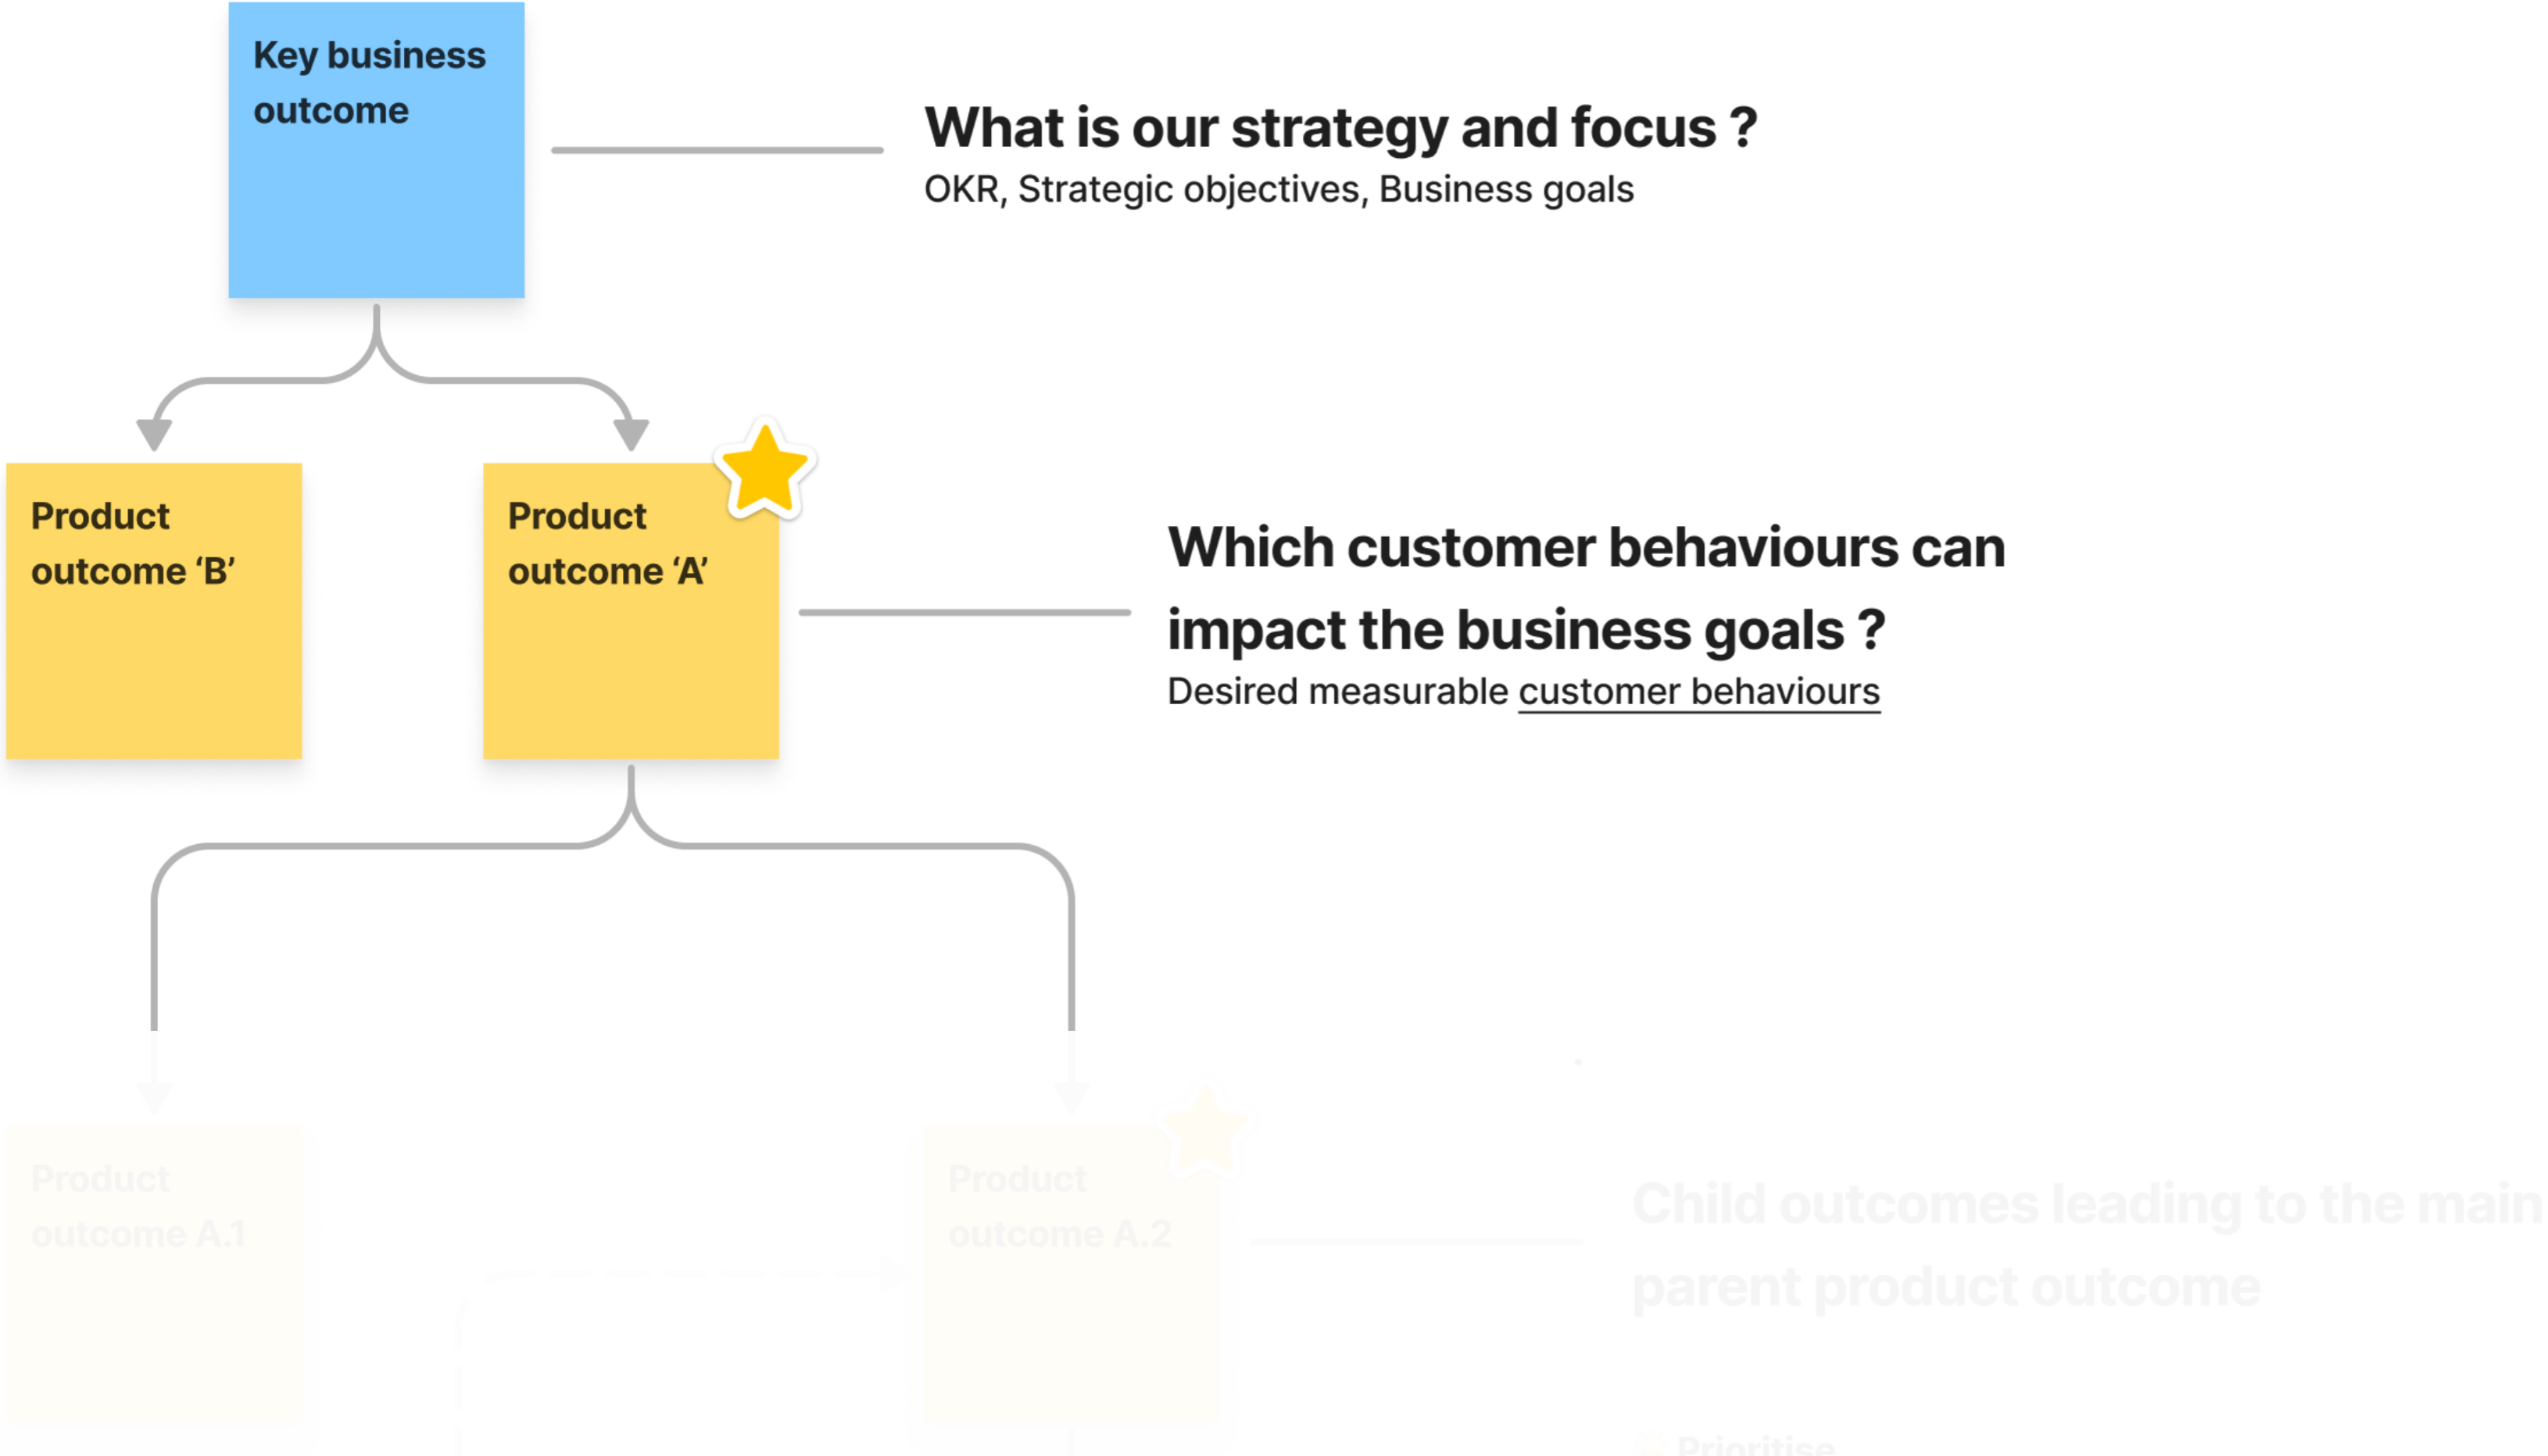 Key business
outcome
What is our strategy and focus ?
OKR, Strategic objectives, Business goals
Product
outcome ‘B’
Product
outcome ‘A’
Which customer behaviours can
impact the business goals ?
Desired measurable customer behaviours
Product
outcome A.1
Product
outcome A.2
Child outcomes leading to the main
parent product outcome
Prioritise